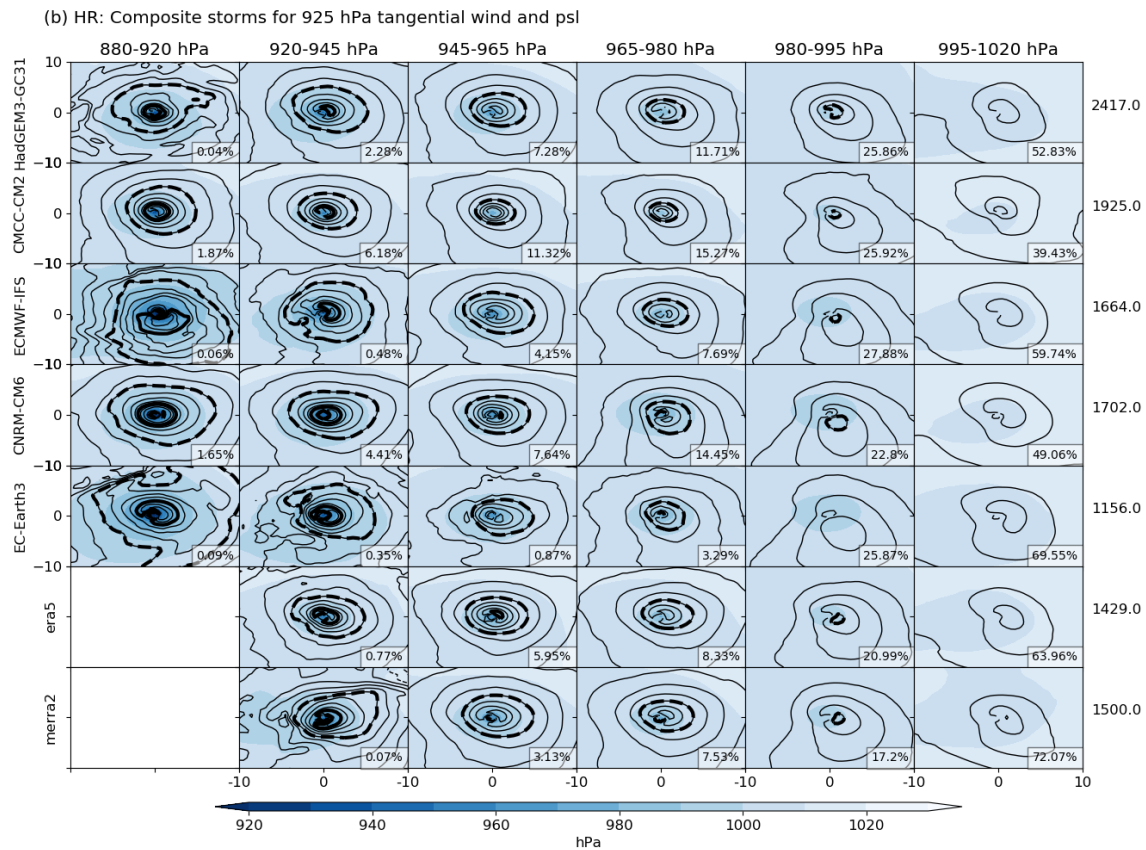 (b) HR: Composite storms for 925 hPa tangential wind and psl
880-920 hPa 920-945 hPa 945-965 hPa 965-980 hPa 980-995 hPa 995-1020 hPa
10
0
−10
HadGEM3-GC31
0.04% 2.28% 7.28% 11.71% 25.86% 52.83%
2417.0
0
−10
CMCC-CM2
1.87% 6.18% 11.32% 15.27% 25.92% 39.43%
1925.0
10
0
−10
ECMWF-IFS
0.06% 0.48% 4.15% 7.69% 27.88% 59.74%
1664.0
10
0
−10
CNRM-CM6
1.65% 4.41% 7.64% 14.45% 22.8% 49.06%
1702.0
10
0
−10
EC-Earth3
0.09% 0.35% 0.87% 3.29% 25.87% 69.55%
1156.0
era5
0.77% 5.95% 8.33% 20.99% 63.96%
1429.0
merra2
0.07% 3.13% 7.53% 17.2% 72.07%
1500.0
-10 0 -10 0 -10 0 -10 0 -10 0 10
920 940 960 980 1000 1020
hPa